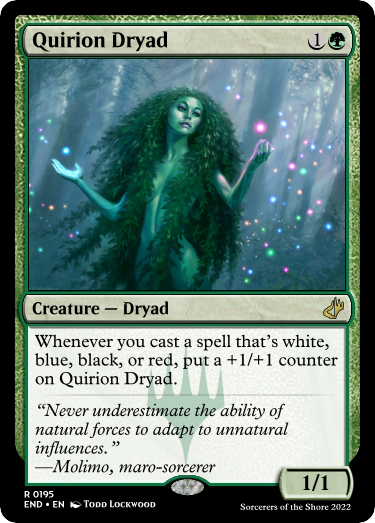 Quirion Dryad 1
Creature — Dryad
Whenever you cast a spell that's white,
blue, black, or red, put a +1/+1 counter
on Quirion Dryad.
"Never underestimate the ability of
natural forces to adapt to unnatural
influences."
—Molimo, maro-sorcerer
1/1
R 0195
END • EN Todd Lockwood
Sorcerers of the Shore 2022